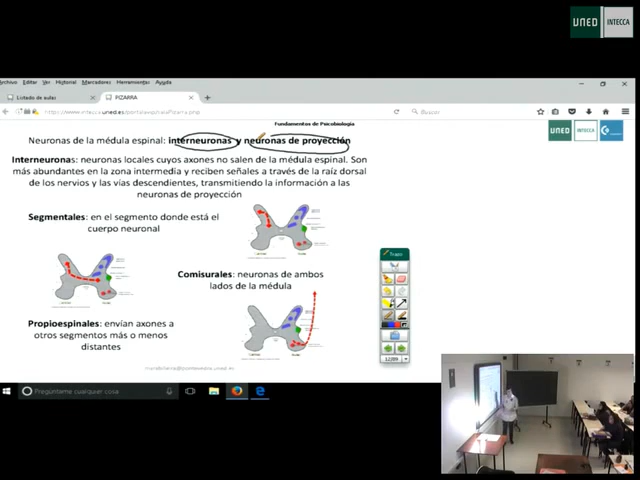 UNED INTECCA
Archivo Editar Ver Historial Marcadores Herramientas Ayuda
Listado de aulas
PIZARRA
Buscar
Fundamentos de Psicobiología
UNED INTECCA
Neuronas de la médula espinal: interneuronas y neuronas de proyección
Interneuronas: neuronas locales cuyos axones no salen de la médula espinal. Son
más abundantes en la zona intermedia y reciben señales a través de la raíz dorsal
de los nervios y las vías descendientes, transmitiendo la información a las
neuronas de proyección
Segmentales: en el segmento donde está el
cuerpo neuronal
Trazo
Comisurales: neuronas de ambos
lados de la médula
Propioespinales: envían axones a
otros segmentos más o menos
distantes
Pregúntame cualquier cosa